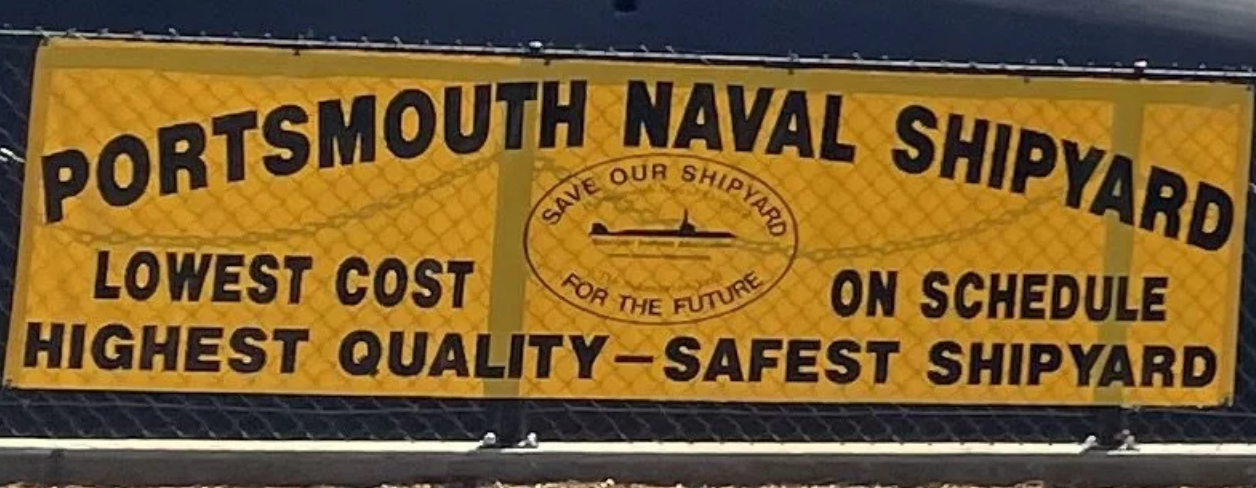 PORTSMOUTH NAVAL SHIPYARD
SAVE OUR SHIPYARD
FOR THE FUTURE
LOWEST COST
ON SCHEDULE
HIGHEST QUALITY—SAFEST SHIPYARD